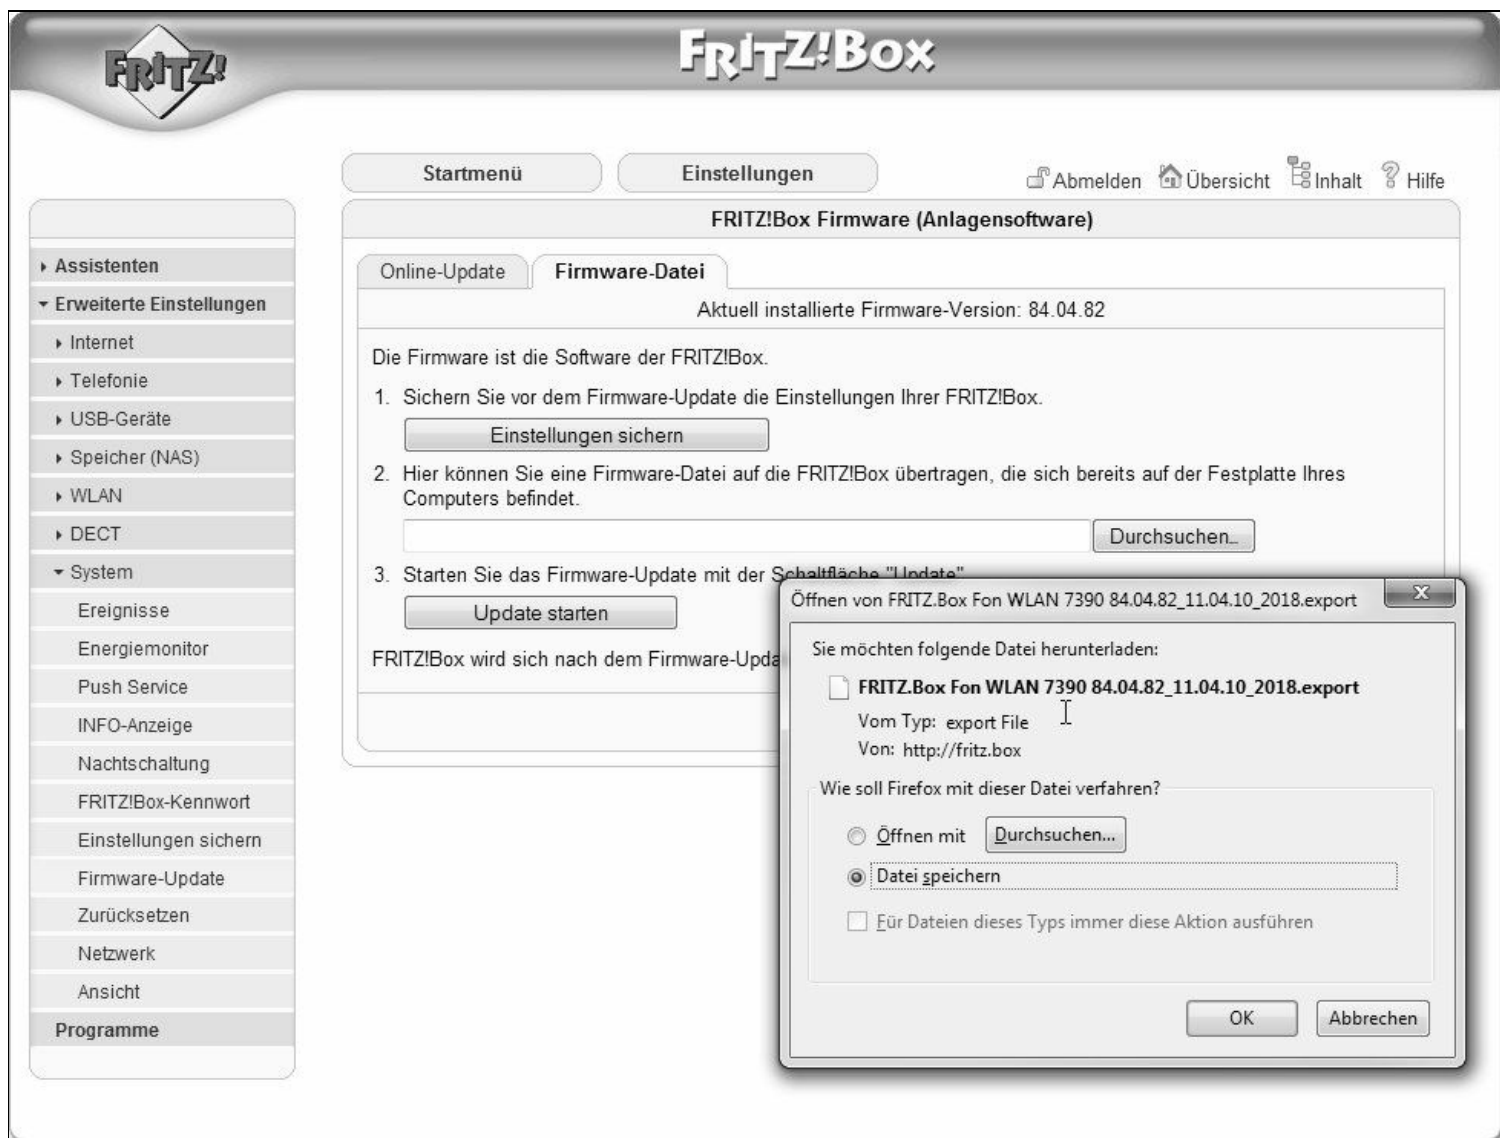 FRITZ!
FRITZ!BOX
Startmenü
Einstellungen
Abmelden
Übersicht
Inhalt
Hilfe
FRITZ!Box Firmware (Anlagensoftware)
Assistenten
Erweiterte Einstellungen
Internet
Telefonie
USB-Geräte
Speicher (NAS)
WLAN
DECT
System
Ereignisse
Energiemonitor
Push Service
INFO-Anzeige
Nachtschaltung
FRITZ!Box-Kennwort
Einstellungen sichern
Firmware-Update
Zurücksetzen
Netzwerk
Ansicht
Programme
Online-Update
Firmware-Datei
Aktuell installierte Firmware-Version: 84.04.82
Die Firmware ist die Software der FRITZ!Box.
1. Sichern Sie vor dem Firmware-Update die Einstellungen Ihrer FRITZ!Box.
Einstellungen sichern
2. Hier können Sie eine Firmware-Datei auf die FRITZ!Box übertragen, die sich bereits auf der Festplatte Ihres
Computers befindet.
Durchsuchen...
3. Starten Sie das Firmware-Update mit der Schaltfläche "Update"
Update starten
FRITZ!Box wird sich nach dem Firmware-Upda
Öffnen von FRITZ.Box Fon WLAN 7390 84.04.82_11.04.10_2018.export
Sie möchten folgende Datei herunterladen:
FRITZ.Box Fon WLAN 7390 84.04.82_11.04.10_2018.export
Vom Typ: export File
Von: http://fritz.box
Wie soll Firefox mit dieser Datei verfahren?
Öffnen mit
Durchsuchen...
Datei speichern
Für Dateien dieses Typs immer diese Aktion ausführen
OK
Abbrechen